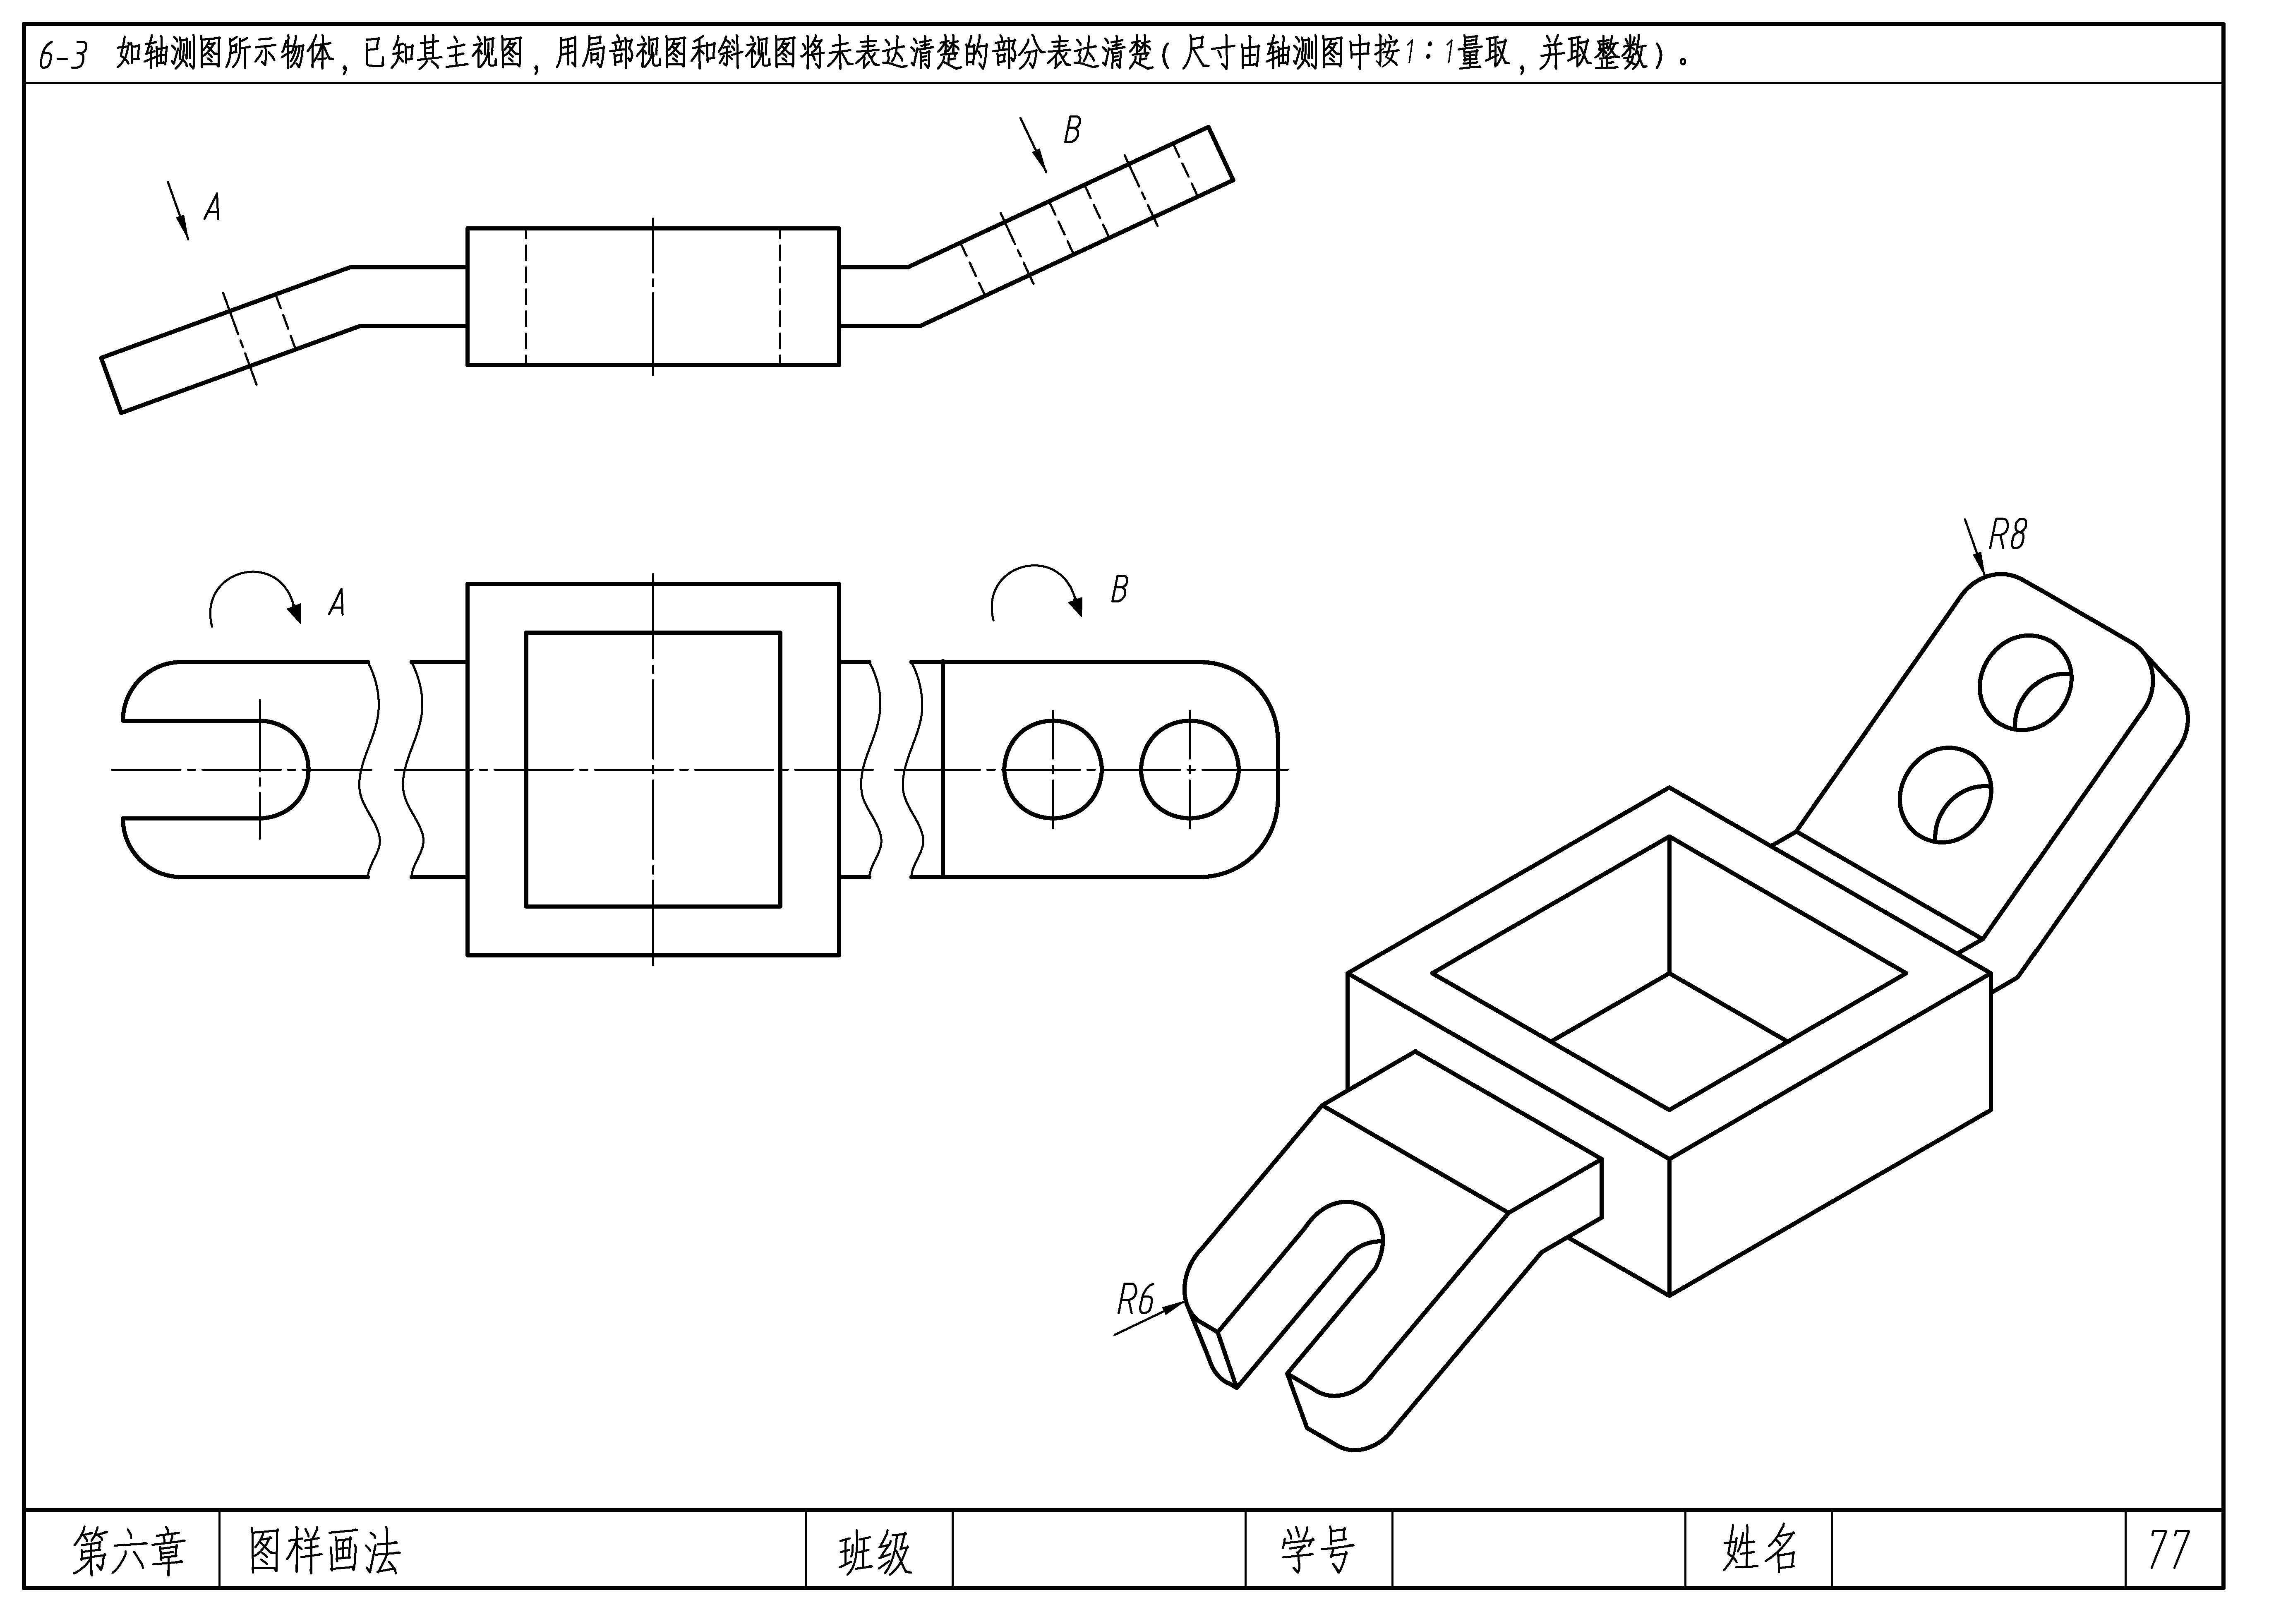 6-3 如轴测图所示物体，已知其主视图，用局部视图和斜视图将未表达清楚的部分表达清楚(尺寸由轴测图中按1：1量取，并取整数)。
B
A
R8
A
B
R6
第六章 图样画法 班级 学号 姓名 77